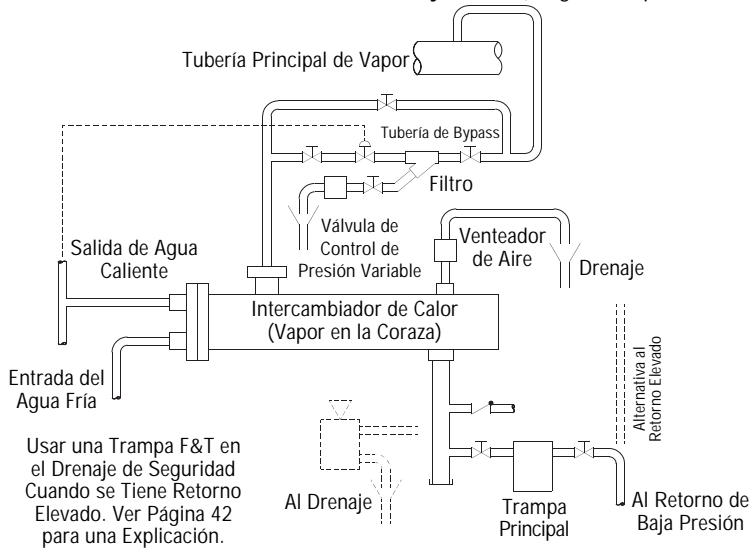 Tubería Principal de Vapor
Tubería de Bypass
Filtro
Válvula de
Control de
Presión Variable
Venteador
de Aire
Drenaje
Salida de Agua
Caliente
Intercambiador de Calor
(Vapor en la Coraza)
Entrada del
Agua Fría
Alternativa al
Retorno Elevado
Usar una Trampa F&T en
el Drenaje de Seguridad
Cuando se Tiene Retorno
Elevado. Ver Página 42
para una Explicación.
Al Drenaje
Trampa
Principal
Al Retorno de
Baja Presión